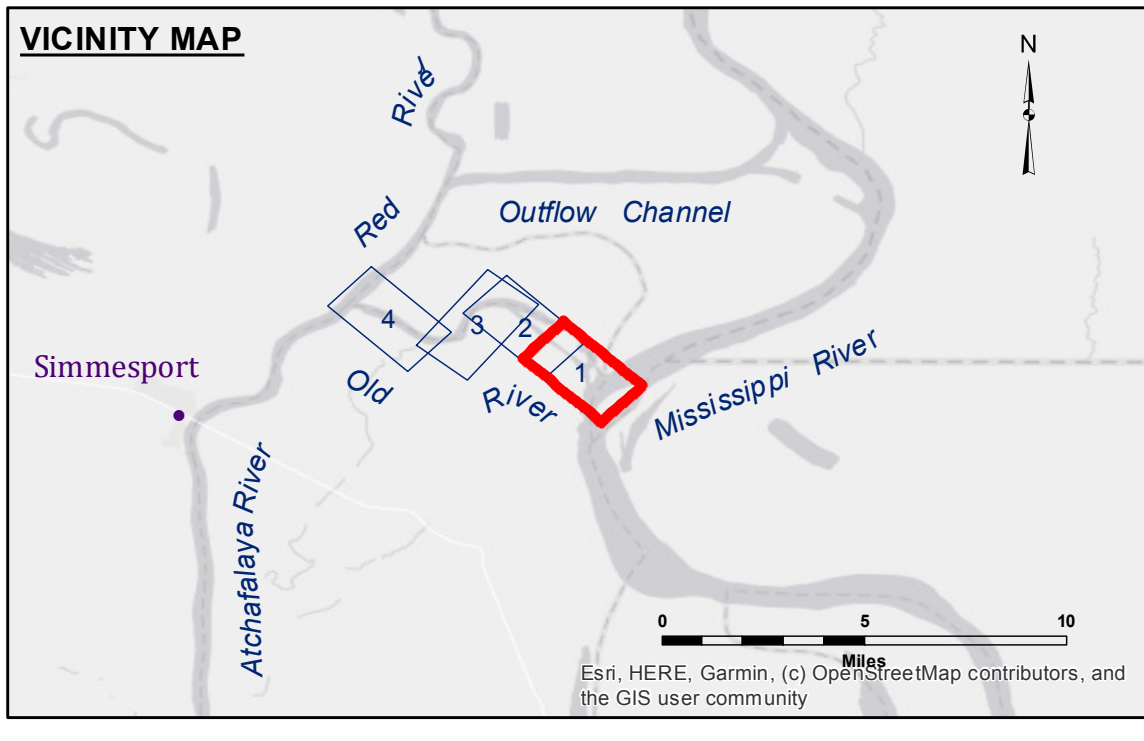 VICINITY MAP
N
River
Red
Outflow Channel
4
3
2
1
Simmesport
Old
River
Mississippi River
Atchafalaya River
0 5 10
Miles
Esri, HERE, Garmin, (c) OpenStreetMap contributors, and
the GIS user community